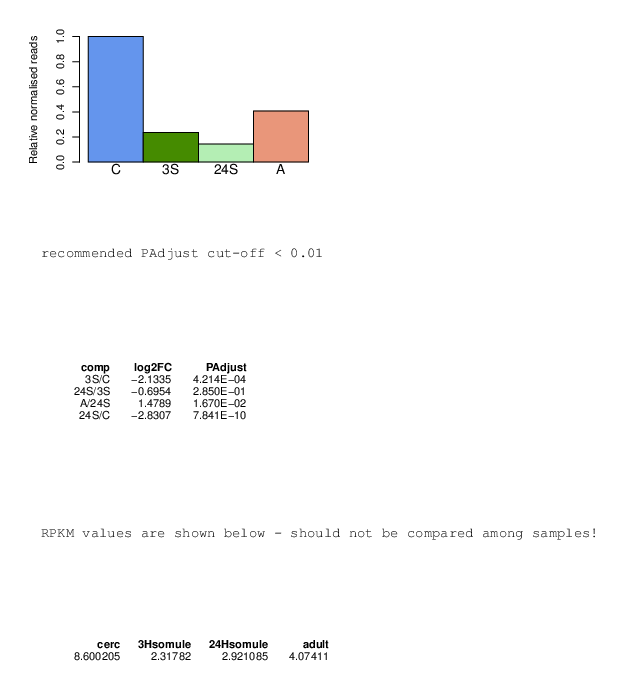 Relative normalised reads
1.0
0.8
0.6
0.4
0.2
0.0
C 3S 24S A
recommended PAdjust cut-off < 0.01
comp log2FC PAdjust
3S/C −2.1335 4.214E−04
24S/3S −0.6954 2.850E−01
A/24S 1.4789 1.670E−02
24S/C −2.8307 7.841E−10
RPKM values are shown below - should not be compared among samples!
cerc 3Hsomule 24Hsomule adult
8.600205 2.31782 2.921085 4.07411